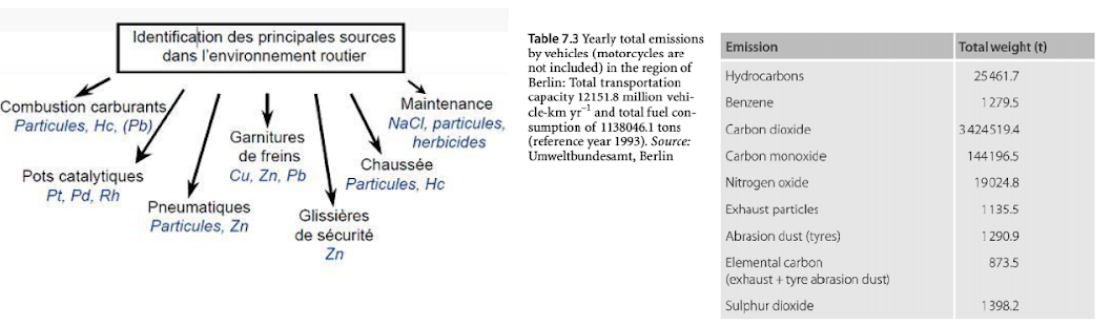 Identification des principales sources
dans l'environnement routier
Combustion carburants
Particules, Hc, (Pb)
Pots catalytiques
Pt, Pd, Rh
Pneumatiques
Particules, Zn
Garnitures
de freins
Cu, Zn, Pb
Glissières
de sécurité
Zn
Chaussée
Particules, Hc
Maintenance
NaCl, particules,
herbicides
Table 7.3 Yearly total emissions
by vehicles (motorcycles are
not included) in the region of
Berlin: Total transportation
capacity 12151.8 million vehi-
cle-km yr⁻¹ and total fuel con-
sumption of 1138046.1 tons
(reference year 1993). Source:
Umweltbundesamt, Berlin
Emission Total weight (t)
Hydrocarbons 25461.7
Benzene 1279.5
Carbon dioxide 3424519.4
Carbon monoxide 144196.5
Nitrogen oxide 19024.8
Exhaust particles 1135.5
Abrasion dust (tyres) 1290.9
Elemental carbon 873.5
(exhaust + tyre abrasion dust)
Sulphur dioxide 1398.2